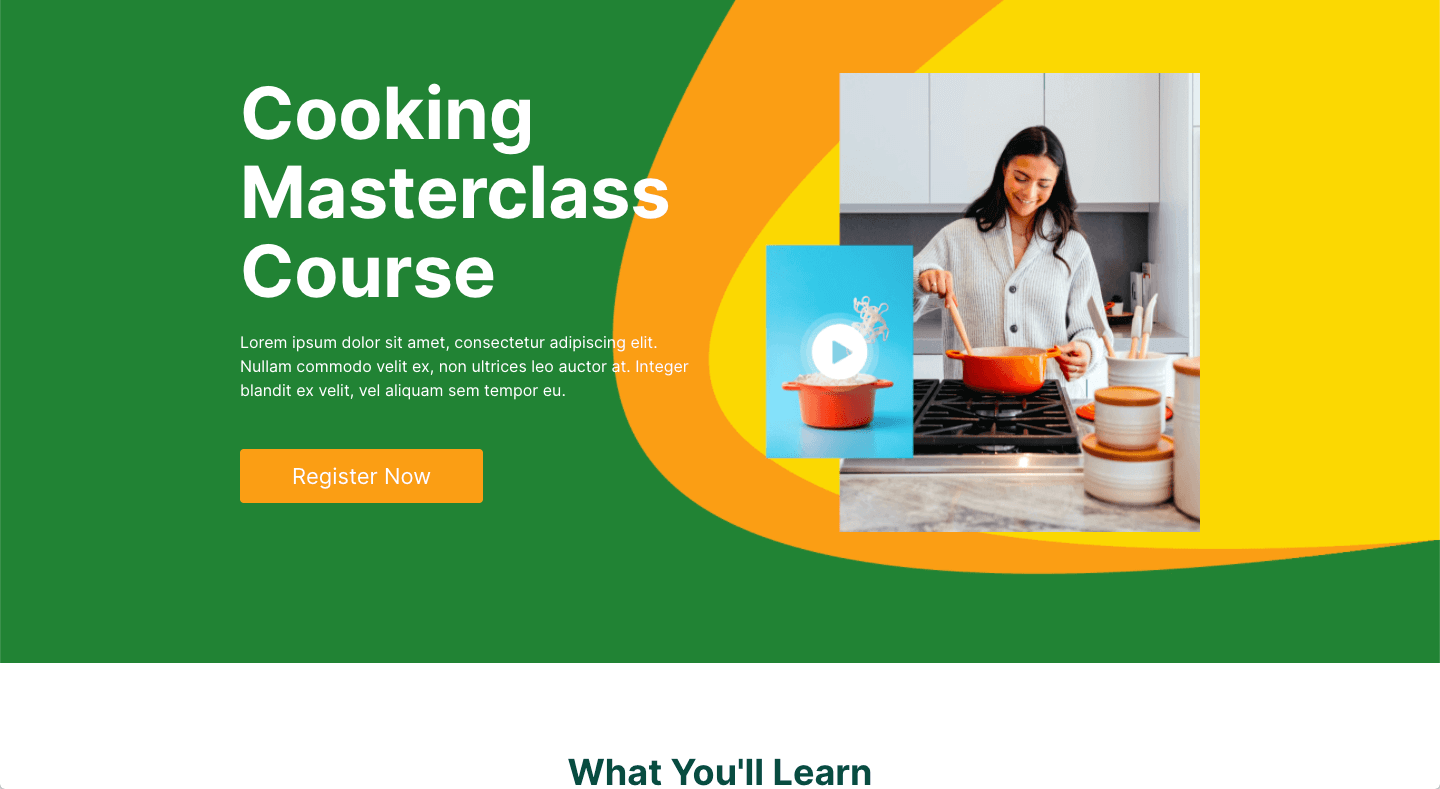 Cooking
Masterclass
Course
Lorem ipsum dolor sit amet, consectetur adipiscing elit.
Nullam commodo velit ex, non ultrices leo auctor at. Integer
blandit ex velit, vel aliquam sem tempor eu.
Register Now
What You'll Learn